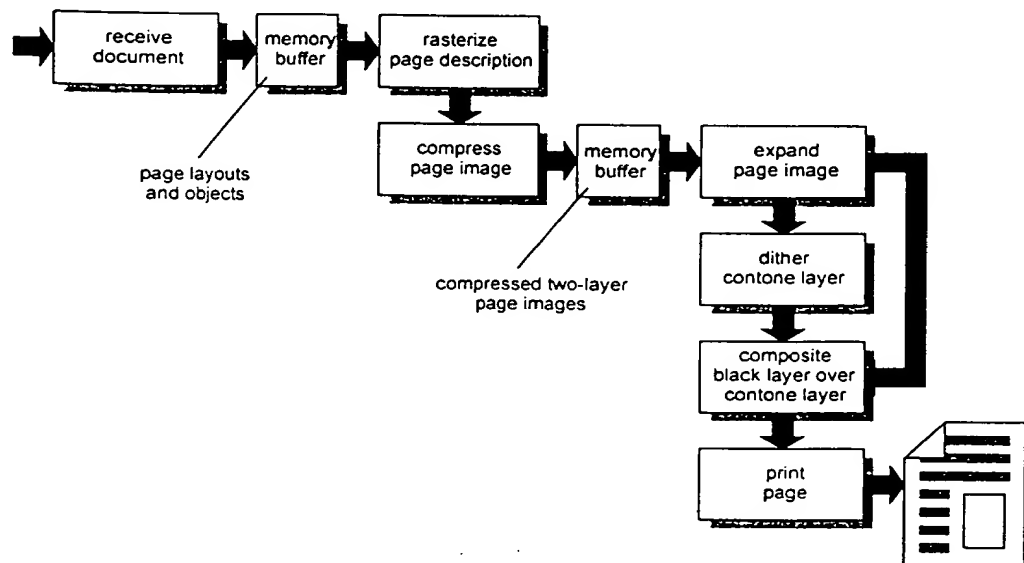 receive
document
memory
buffer
rasterize
page description
page layouts
and objects
compress
page image
memory
buffer
expand
page image
compressed two-layer
page images
dither
contone layer
composite
black layer over
contone layer
print
page